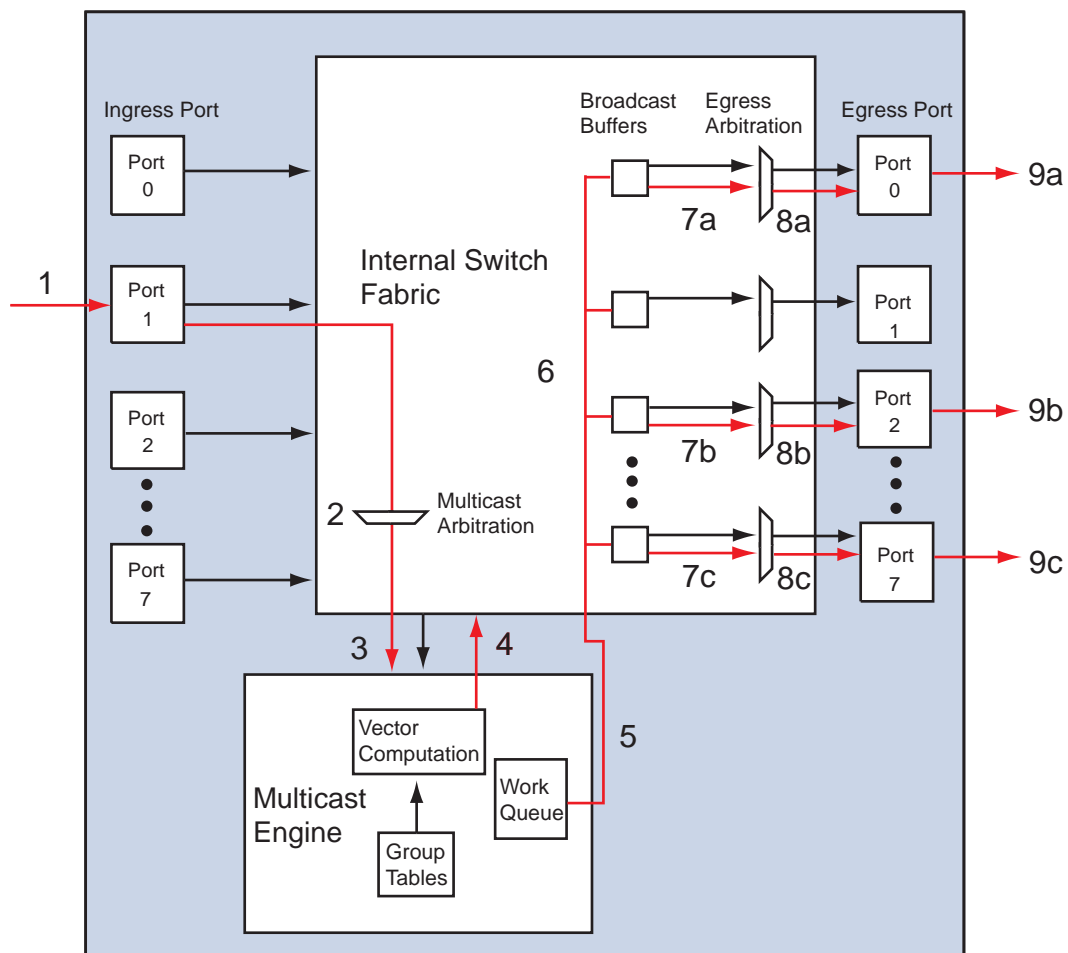 Ingress Port
Port
0
1
Port
1
Port
2
Port
7
Internal Switch
Fabric
2
Multicast
Arbitration
Broadcast
Buffers
Egress
Arbitration
Egress Port
6
7a
8a
Port
0
9a
Port
1
7b
8b
Port
2
9b
7c
8c
Port
7
9c
3
4
5
Multicast
Engine
Vector
Computation
Group
Tables
Work
Queue